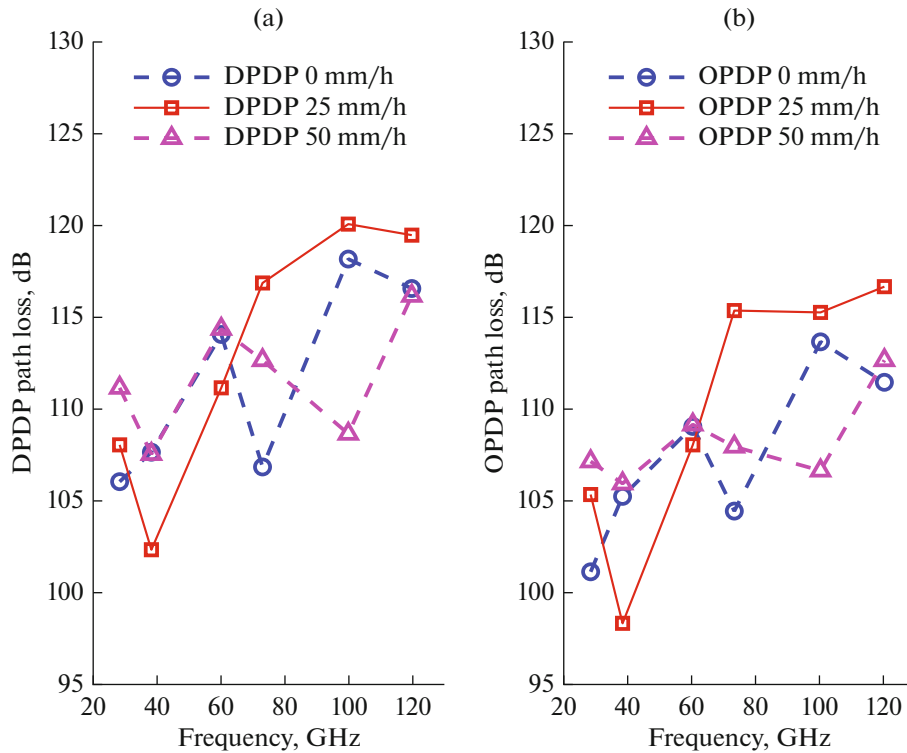 (a)
130
125
120
115
110
105
100
95
DPDP path loss, dB
DPDP 0 mm/h
DPDP 25 mm/h
DPDP 50 mm/h
20 40 60 80 100 120
Frequency, GHz
(b)
130
125
120
115
110
105
100
95
OPDP path loss, dB
OPDP 0 mm/h
OPDP 25 mm/h
OPDP 50 mm/h
20 40 60 80 100 120
Frequency, GHz